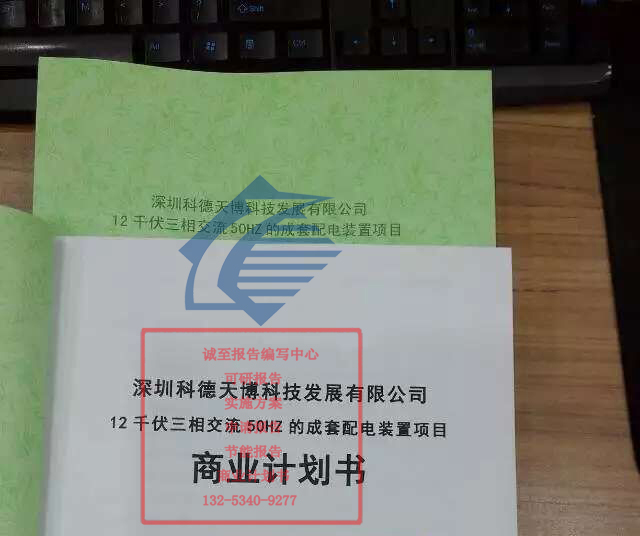 Shift
Alt
Ctrl
深圳科德天博科技发展有限公司
12千伏三相交流50HZ的成套配电装置项目
诚至报告编写中心
可研报告
深圳科德天博科技发展有限公司
实施方案
12千伏三相交流50HZ的成套配电装置项目
节能报告
商业计划书
132-5340-9277